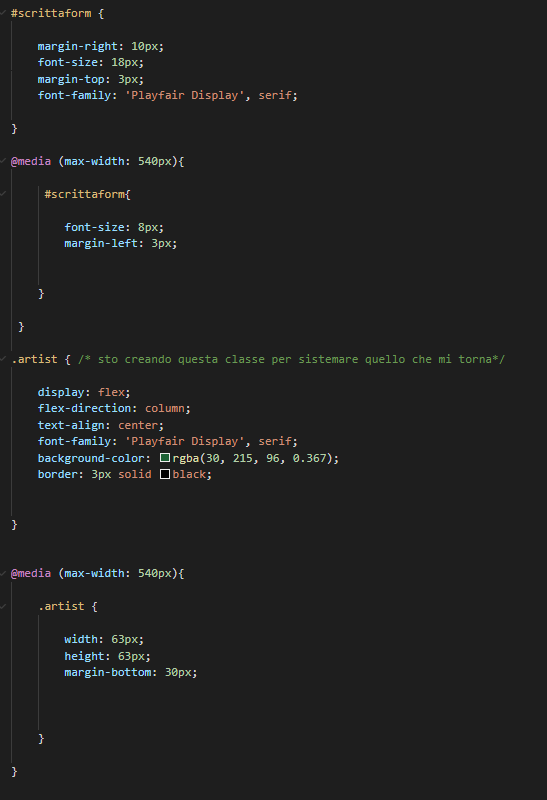 #scrittaform {
margin-right: 10px;
font-size: 18px;
margin-top: 3px;
font-family: 'Playfair Display', serif;
}
@media (max-width: 540px){
#scrittaform{
font-size: 8px;
margin-left: 3px;
}
}
.artist { /* sto creando questa classe per sistemare quello che mi torna*/
display: flex;
flex-direction: column;
text-align: center;
font-family: 'Playfair Display', serif;
background-color: rgba(30, 215, 96, 0.367);
border: 3px solid black;
}
@media (max-width: 540px){
.artist {
width: 63px;
height: 63px;
margin-bottom: 30px;
}
}